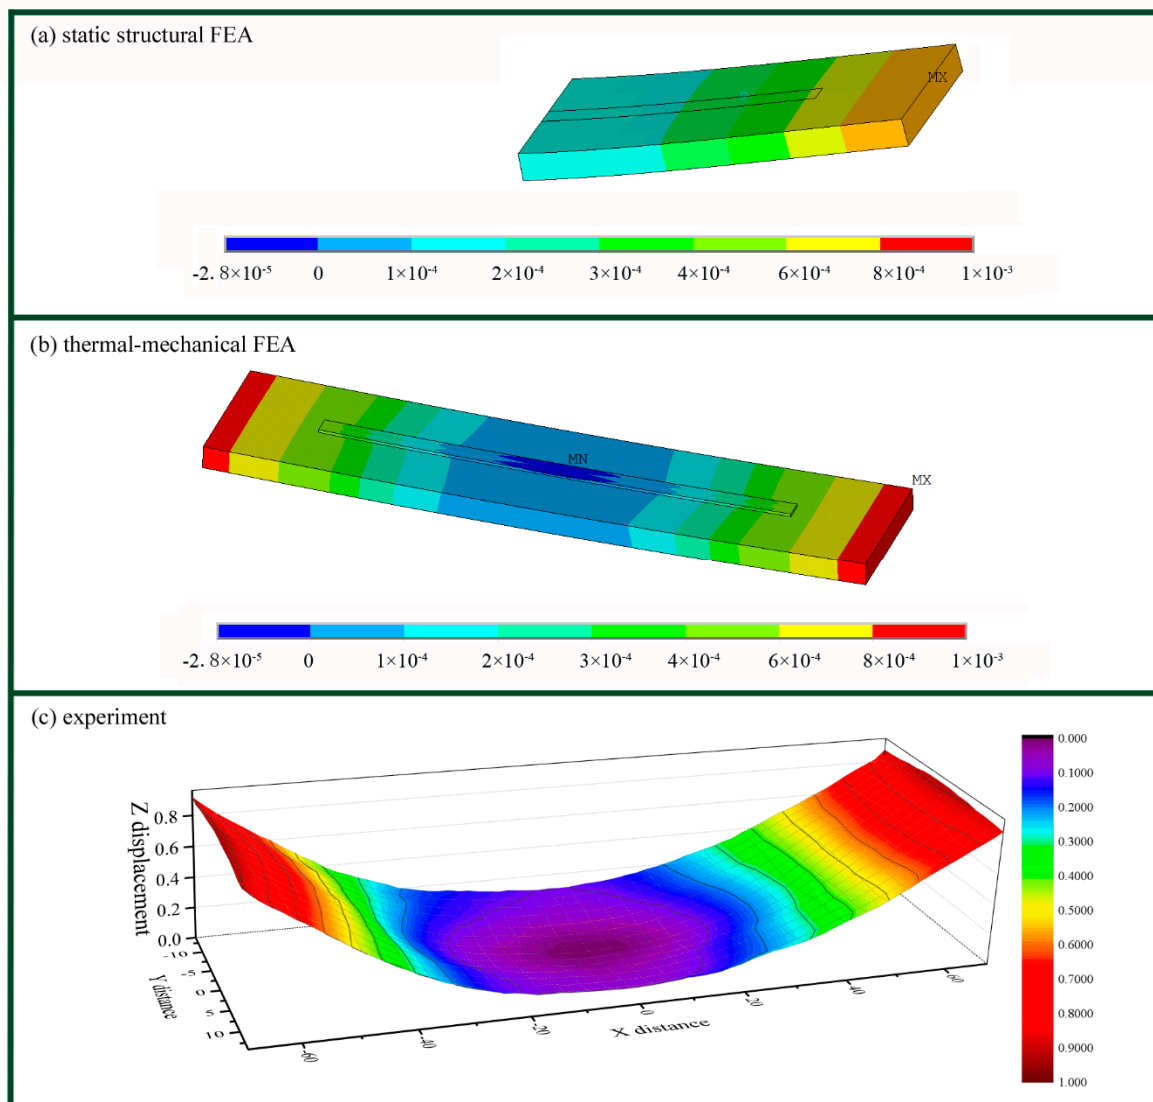 (a) static structural FEA
MX
-2.8×10⁻⁵ 0 1×10⁻⁴ 2×10⁻⁴ 3×10⁻⁴ 4×10⁻⁴ 6×10⁻⁴ 8×10⁻⁴ 1×10⁻³
(b) thermal-mechanical FEA
MN
MX
-2.8×10⁻⁵ 0 1×10⁻⁴ 2×10⁻⁴ 3×10⁻⁴ 4×10⁻⁴ 6×10⁻⁴ 8×10⁻⁴ 1×10⁻³
(c) experiment
Z displacement
0.8
0.6
0.4
0.2
0.0
Y distance
-10
-5
0
5
10
X distance
-60
-40
-20
-0
-20
-40
-60
0.000
0.1000
0.2000
0.3000
0.4000
0.5000
0.6000
0.7000
0.8000
0.9000
1.000